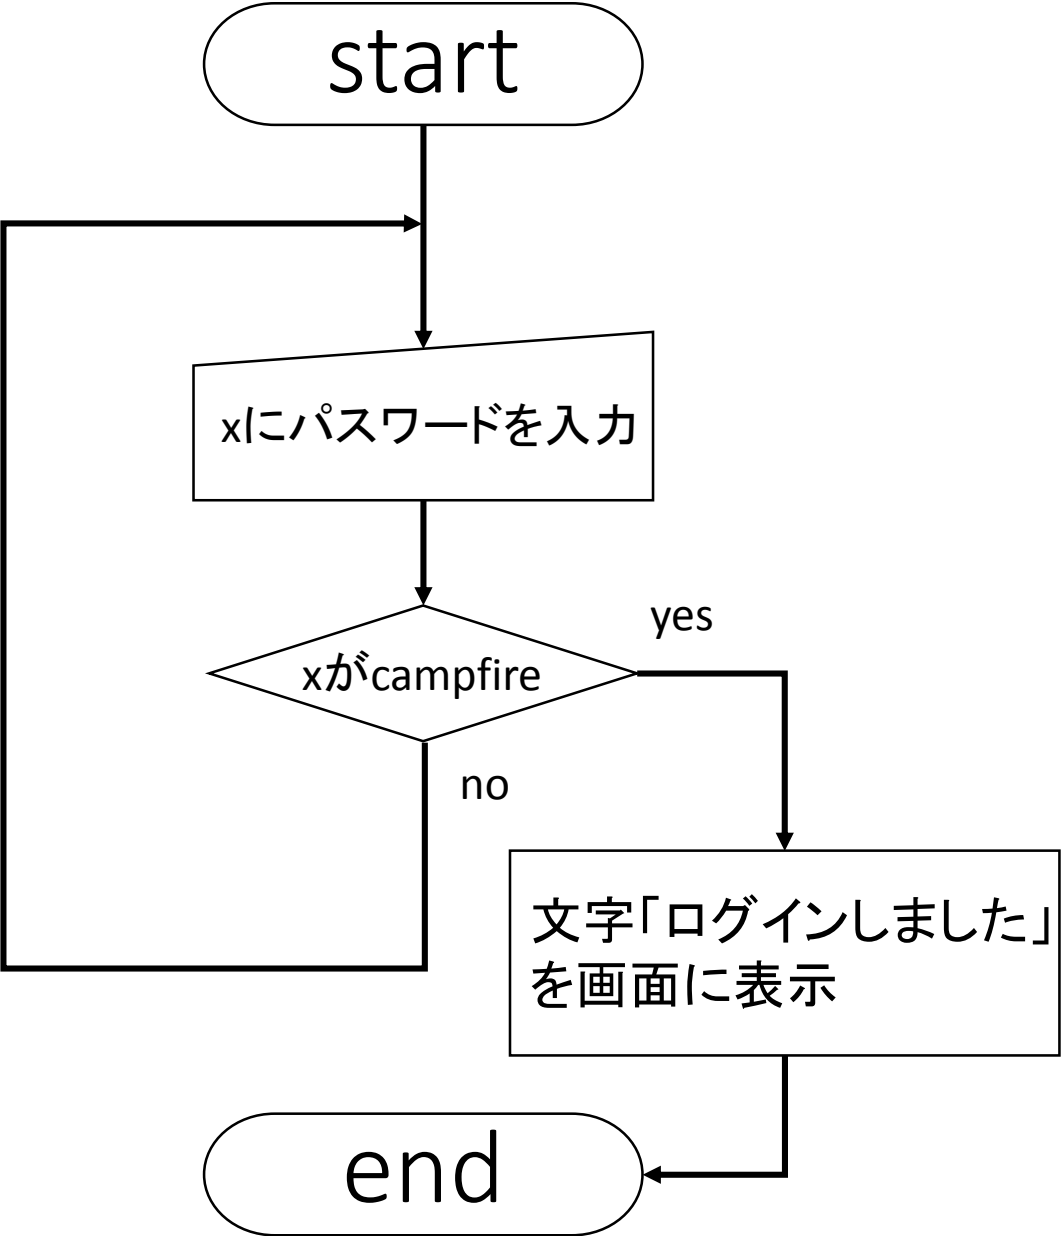 start
xにパスワードを入力
yes
xがcampfire
no
文字「ログインしました」
を画面に表示
end